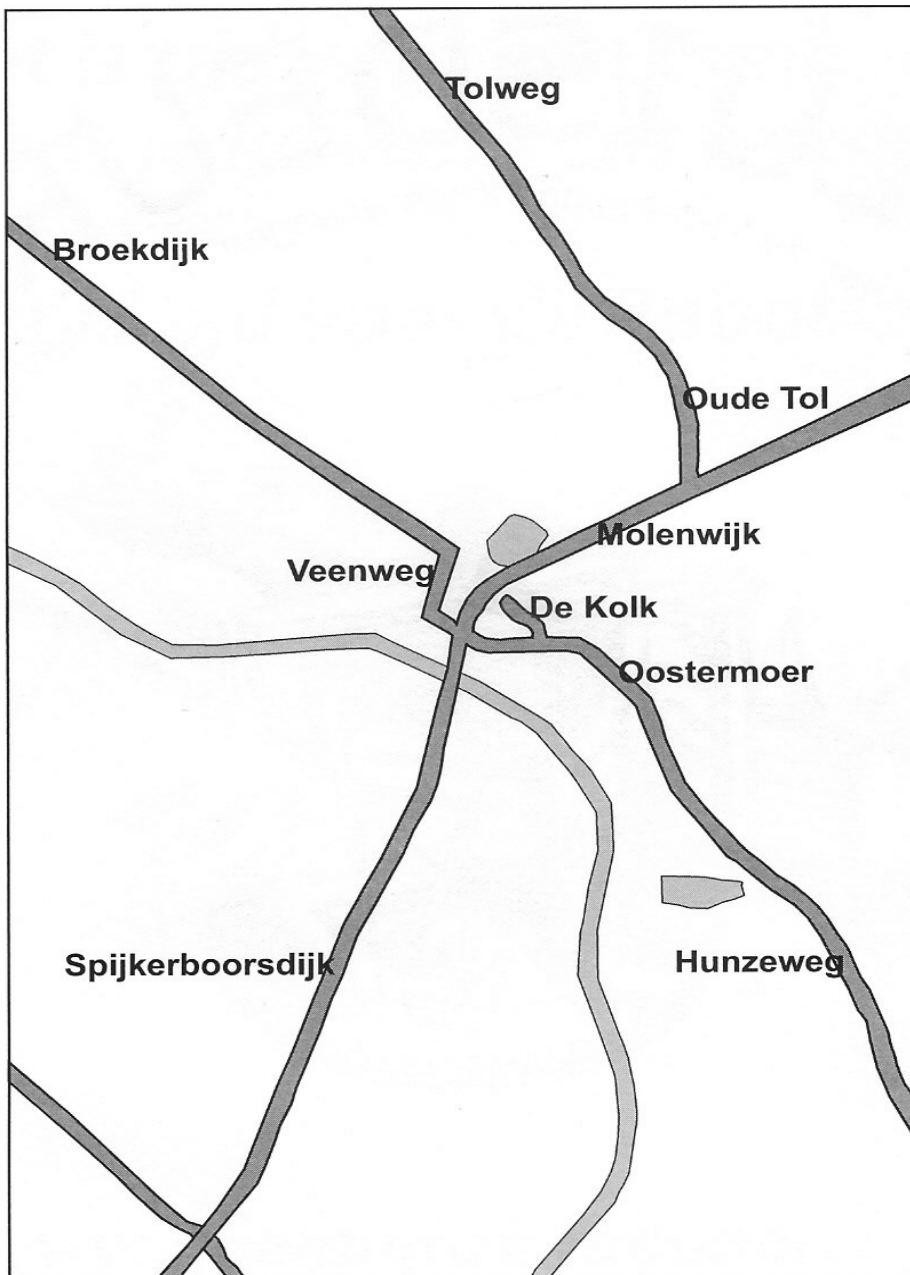 Tolweg
Broekdijk
Oude Tol
Molenwijk
Veenweg
De Kolk
Oostermoer
Spijkerboorsdijk
Hunzeweg